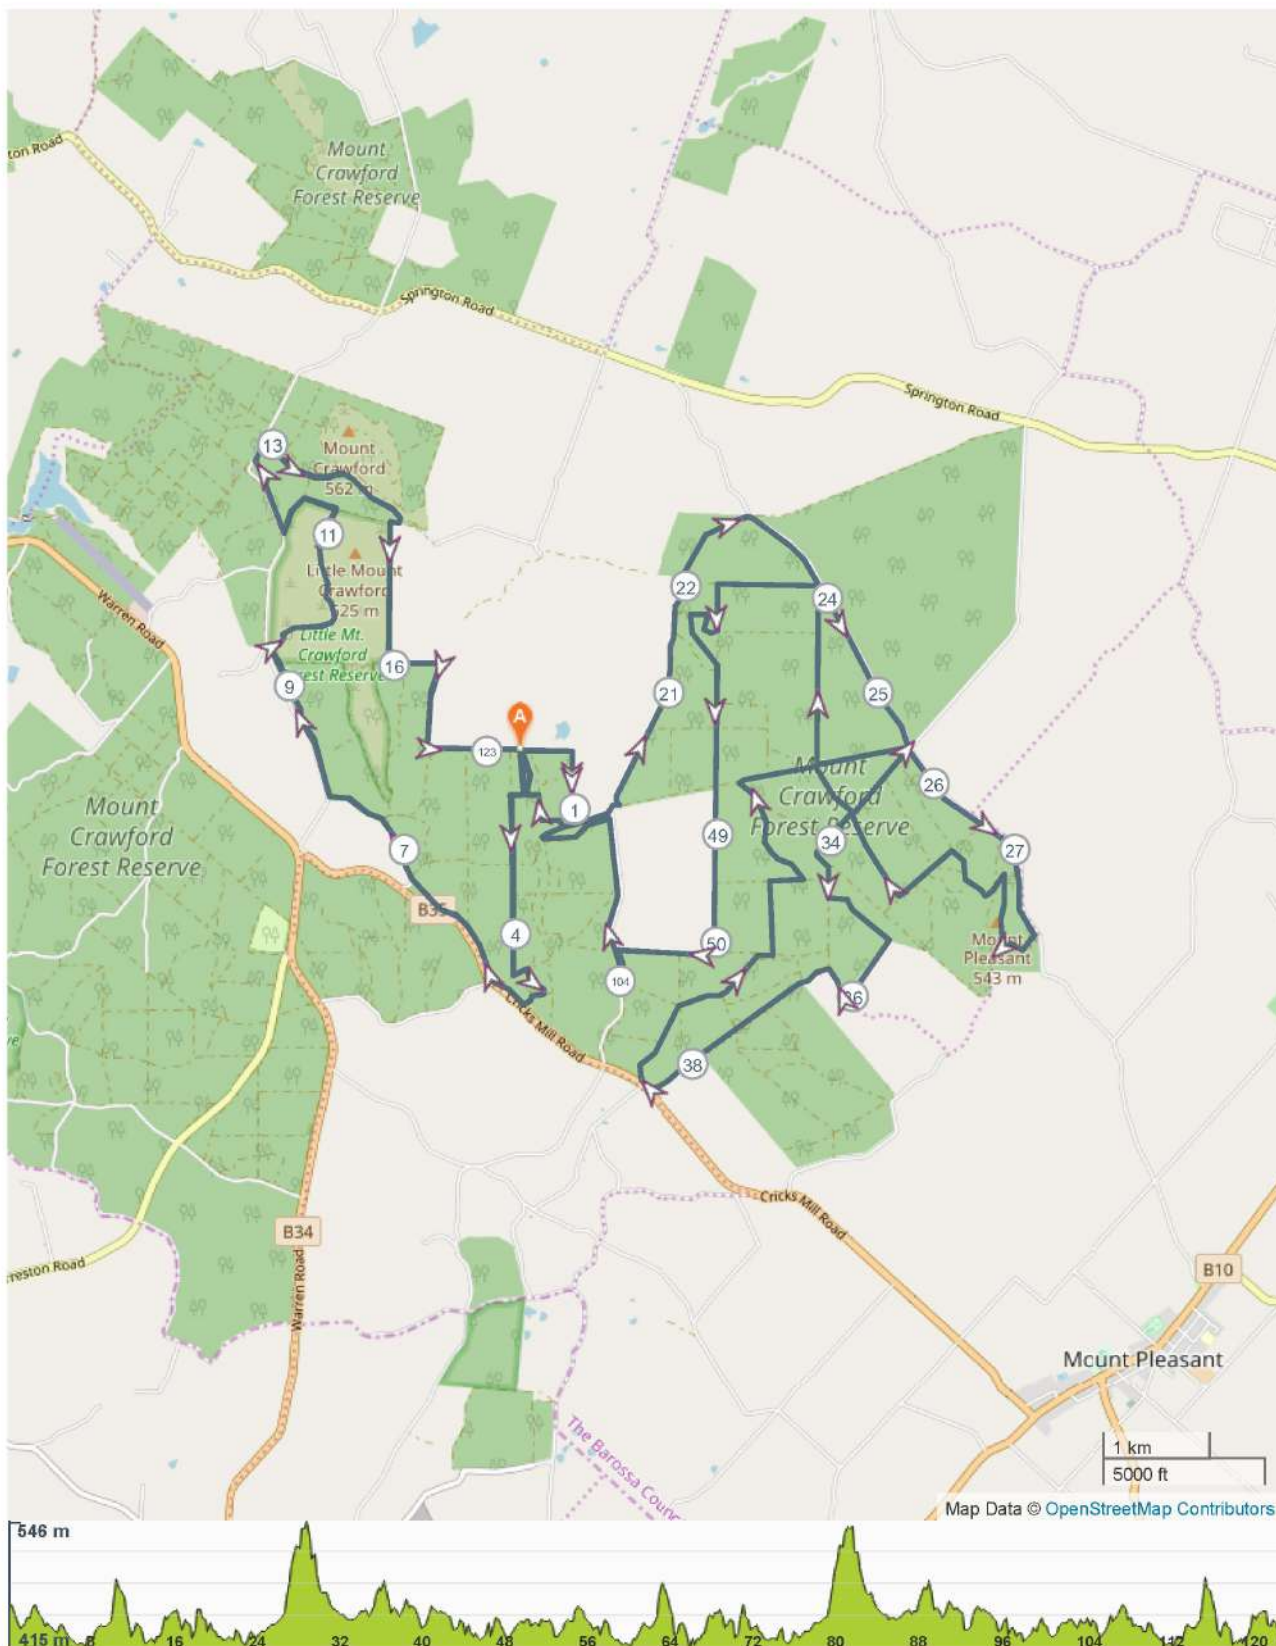 ton Road
Mount
Crawford
Forest Reserve
Springton Road
Springton Road
13
Mount
Crawford
562 m
11
Little Mount
Crawford
525 m
Little Mt.
Crawford
Forest Reserve
Warren Road
22
24
16
9
21
25
A
123
Mount
Crawford
Forest Reserve
1
26
Mount
Crawford
Forest Reserve
7
49
34
27
B35
4
50
Mount
Pleasant
543 m
104
36
Cricks Mill Road
38
Cricks Mill Road
B34
Warren Road
reston Road
B10
Mount Pleasant
The Barossa Counc
1 km
5000 ft
Map Data © OpenStreetMap Contributors
546 m
415 m 8 16 24 32 40 48 56 64 72 80 88 96 104 112 120